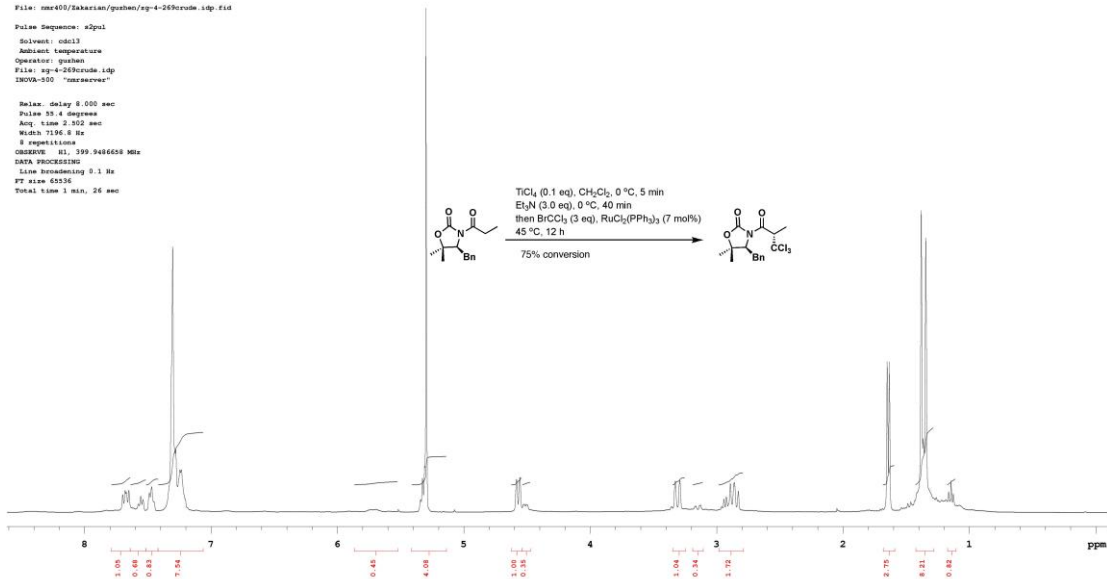 File: nmr400/Zakarian/guzhen/zg-4-269crude.idp.fid
Pulse Sequence: s2pul
Solvent: cdcl3
Ambient temperature
Operator: guzhen
File: zg-4-269crude.idp
INOVA-500 "nmrserver"
Relax. delay 8.000 sec
Pulse 55.4 degrees
Acq. time 2.502 sec
Width 7196.8 Hz
8 repetitions
OBSERVE H1, 399.9486658 MHz
DATA PROCESSING
Line broadening 0.1 Hz
FT size 65536
Total time 1 min, 26 sec
TiCl4 (0.1 eq), CH2Cl2, 0 ºC, 5 min
Et3N (3.0 eq), 0 ºC, 40 min
then BrCCl3 (3 eq), RuCl2(PPh3)3 (7 mol%)
45 ºC, 12 h
75% conversion
O O
O N
Bn
O O
O N
CCl3
Bn
8 7 6 5 4 3 2 1 ppm
1.05 0.68 0.83 7.54 0.45 4.08 1.00 0.35 1.04 0.34 1.72 2.75 8.21 0.82